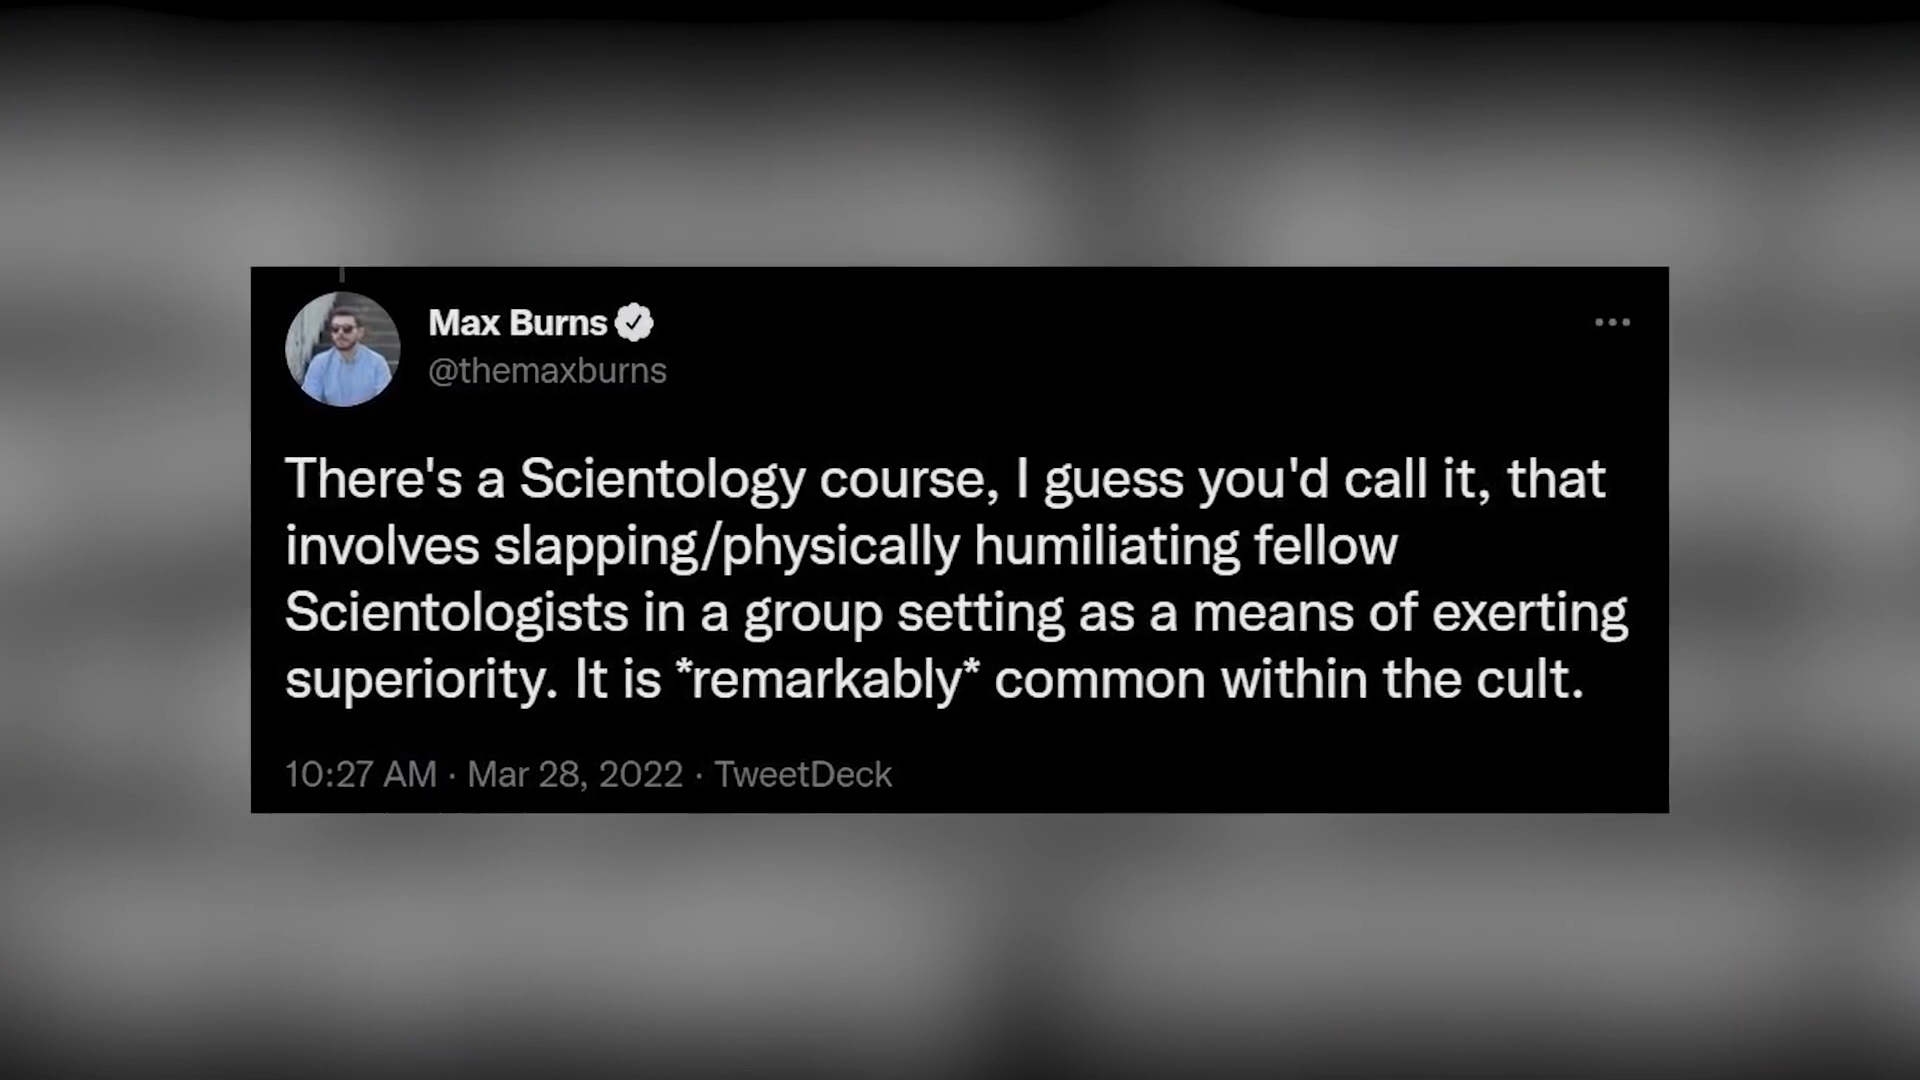 Max Burns
@themaxburns
There's a Scientology course, I guess you'd call it, that
involves slapping/physically humiliating fellow
Scientologists in a group setting as a means of exerting
superiority. It is *remarkably* common within the cult.
10:27 AM · Mar 28, 2022 · TweetDeck